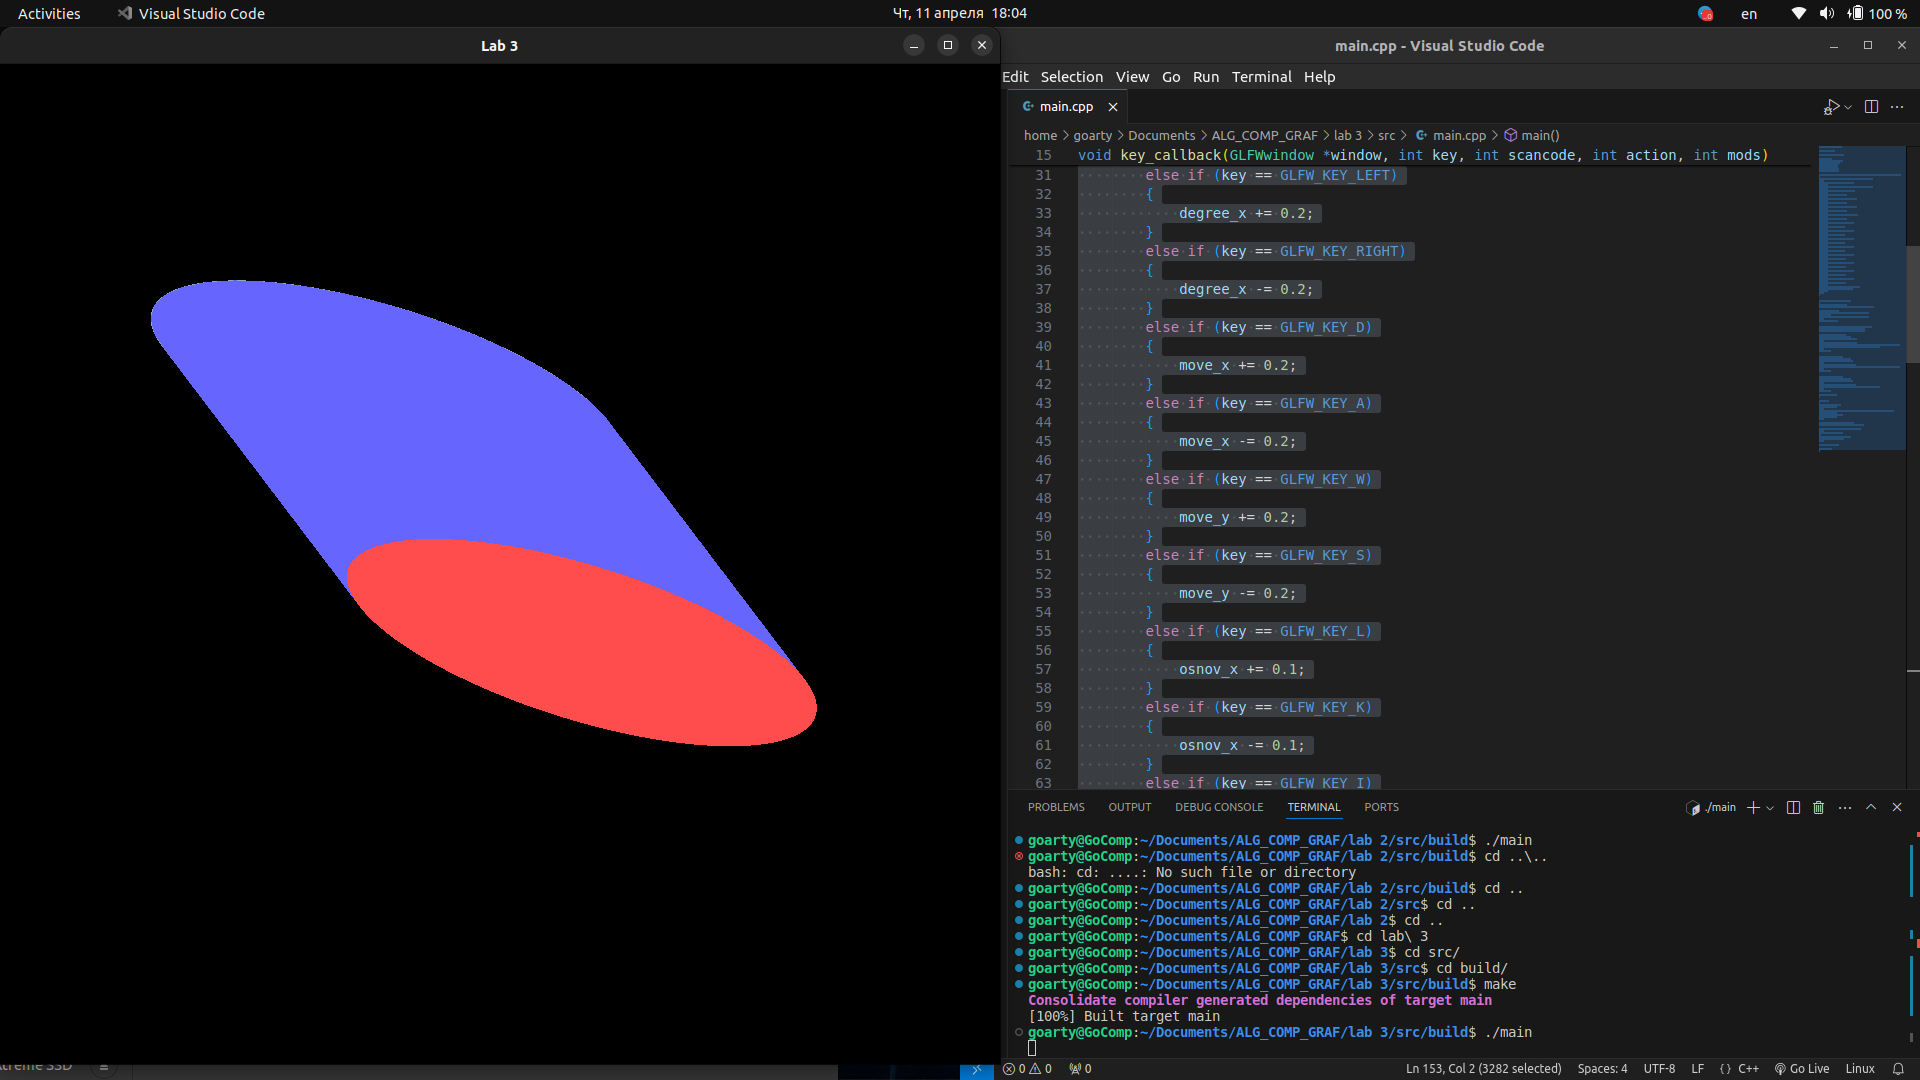 Activities
Visual Studio Code
Чт, 11 апреля 18:04
en
100 %
Lab 3
main.cpp - Visual Studio Code
Edit Selection View Go Run Terminal Help
main.cpp
home > goarty > Documents > ALG_COMP_GRAF > lab 3 > src > main.cpp > main()
15 void key_callback(GLFWwindow *window, int key, int scancode, int action, int mods)
31 else if (key == GLFW_KEY_LEFT)
32 {
33 degree_x += 0.2;
34 }
35 else if (key == GLFW_KEY_RIGHT)
36 {
37 degree_x -= 0.2;
38 }
39 else if (key == GLFW_KEY_D)
40 {
41 move_x += 0.2;
42 }
43 else if (key == GLFW_KEY_A)
44 {
45 move_x -= 0.2;
46 }
47 else if (key == GLFW_KEY_W)
48 {
49 move_y += 0.2;
50 }
51 else if (key == GLFW_KEY_S)
52 {
53 move_y -= 0.2;
54 }
55 else if (key == GLFW_KEY_L)
56 {
57 osnov_x += 0.1;
58 }
59 else if (key == GLFW_KEY_K)
60 {
61 osnov_x -= 0.1;
62 }
63 else if (key == GLFW_KEY_I)
PROBLEMS OUTPUT DEBUG CONSOLE TERMINAL PORTS
./main
goarty@GoComp:~/Documents/ALG_COMP_GRAF/lab 2/src/build$ ./main
goarty@GoComp:~/Documents/ALG_COMP_GRAF/lab 2/src/build$ cd ..\..
bash: cd: ....: No such file or directory
goarty@GoComp:~/Documents/ALG_COMP_GRAF/lab 2/src/build$ cd ..
goarty@GoComp:~/Documents/ALG_COMP_GRAF/lab 2/src$ cd ..
goarty@GoComp:~/Documents/ALG_COMP_GRAF/lab 2$ cd ..
goarty@GoComp:~/Documents/ALG_COMP_GRAF$ cd lab\ 3
goarty@GoComp:~/Documents/ALG_COMP_GRAF/lab 3$ cd src/
goarty@GoComp:~/Documents/ALG_COMP_GRAF/lab 3/src$ cd build/
goarty@GoComp:~/Documents/ALG_COMP_GRAF/lab 3/src/build$ make
Consolidate compiler generated dependencies of target main
[100%] Built target main
goarty@GoComp:~/Documents/ALG_COMP_GRAF/lab 3/src/build$ ./main
SSD
0 0 0
Ln 153, Col 2 (3282 selected) Spaces: 4 UTF-8 LF {} C++ Go Live Linux